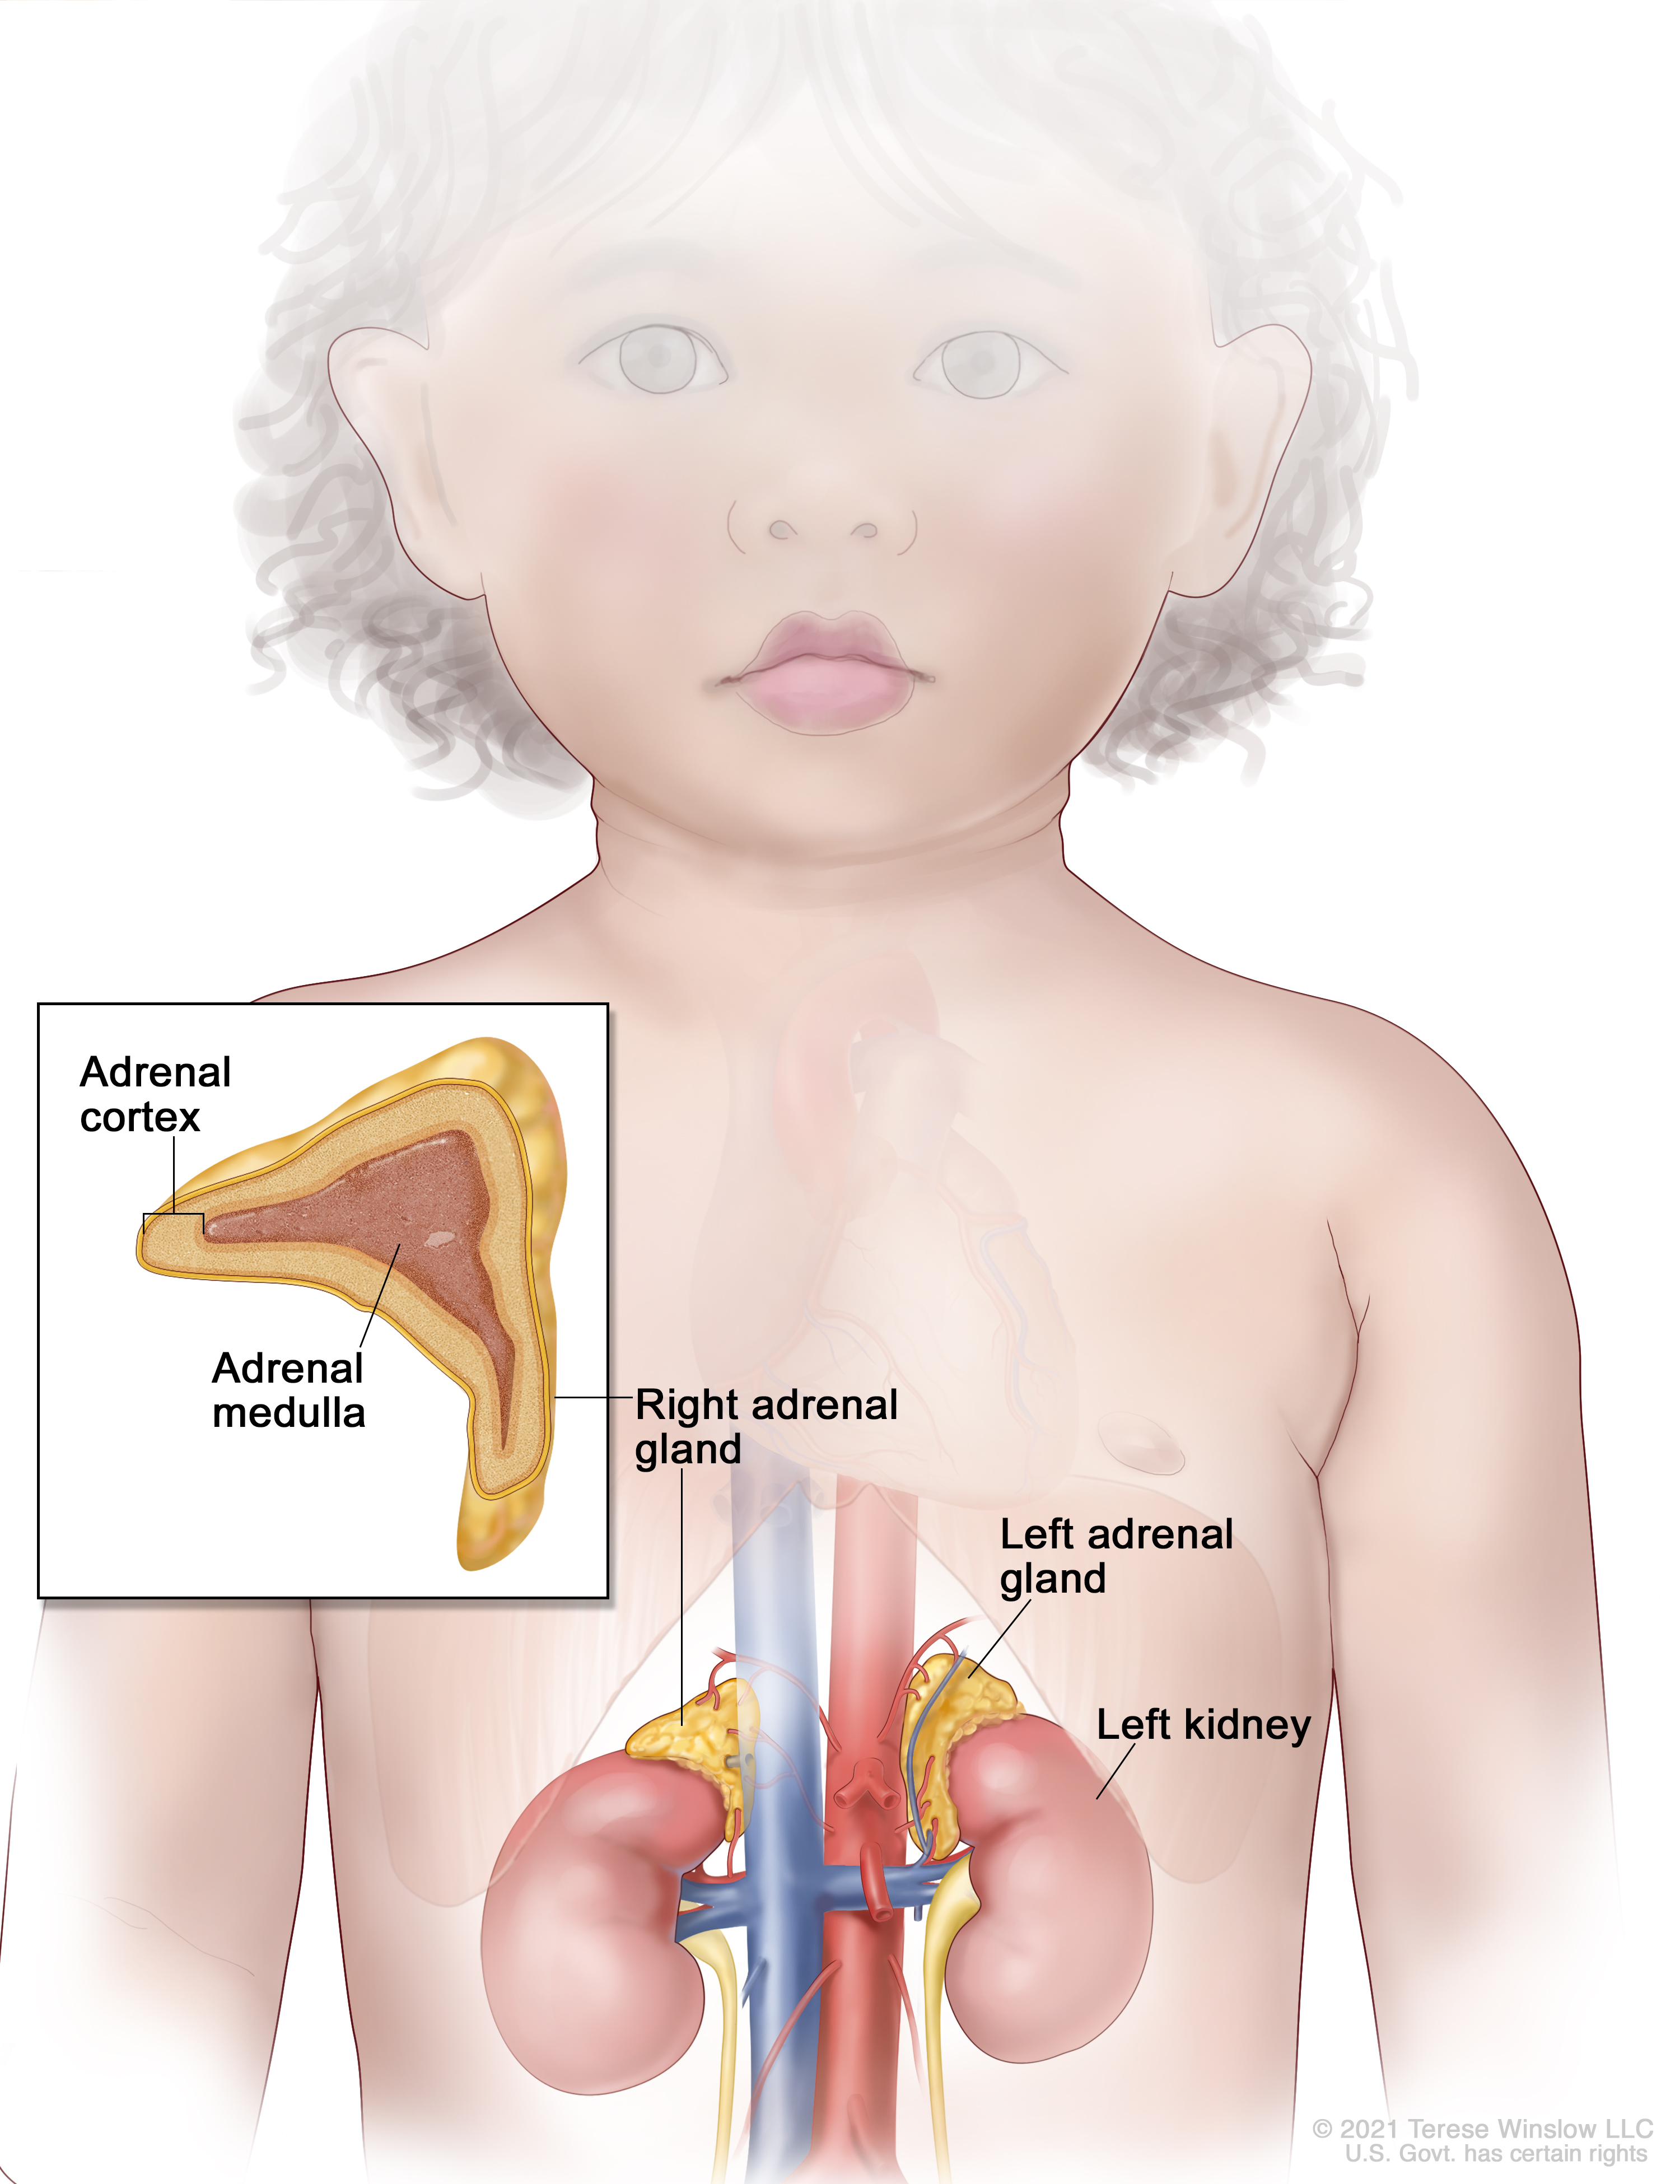 Adrenal
cortex
Adrenal
medulla
Right adrenal
gland
Left adrenal
gland
Left kidney
© 2021 Terese Winslow LLC
U.S. Govt. has certain rights